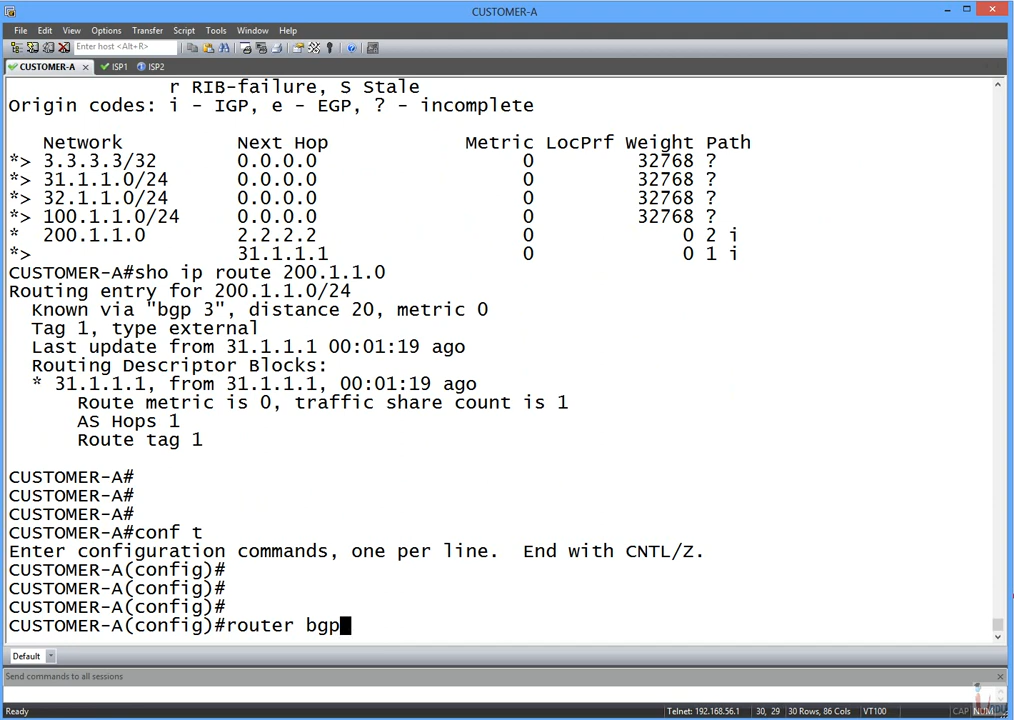 CUSTOMER-A
File Edit View Options Transfer Script Tools Window Help
Enter host <Alt+R>
CUSTOMER-A × ISP1 ISP2
r RIB-failure, S Stale
Origin codes: i - IGP, e - EGP, ? - incomplete
Network Next Hop Metric LocPrf Weight Path
*> 3.3.3.3/32 0.0.0.0 0 32768 ?
*> 31.1.1.0/24 0.0.0.0 0 32768 ?
*> 32.1.1.0/24 0.0.0.0 0 32768 ?
*> 100.1.1.0/24 0.0.0.0 0 32768 ?
* 200.1.1.0 2.2.2.2 0 0 2 i
*> 31.1.1.1 0 0 1 i
CUSTOMER-A#sho ip route 200.1.1.0
Routing entry for 200.1.1.0/24
Known via "bgp 3", distance 20, metric 0
Tag 1, type external
Last update from 31.1.1.1 00:01:19 ago
Routing Descriptor Blocks:
* 31.1.1.1, from 31.1.1.1, 00:01:19 ago
Route metric is 0, traffic share count is 1
AS Hops 1
Route tag 1
CUSTOMER-A#
CUSTOMER-A#
CUSTOMER-A#
CUSTOMER-A#conf t
Enter configuration commands, one per line. End with CNTL/Z.
CUSTOMER-A(config)#
CUSTOMER-A(config)#
CUSTOMER-A(config)#
CUSTOMER-A(config)#router bgp
Default
Send commands to all sessions
Ready Telnet: 192.168.56.1 30, 29 30 Rows, 86 Cols VT100 CAP NUM